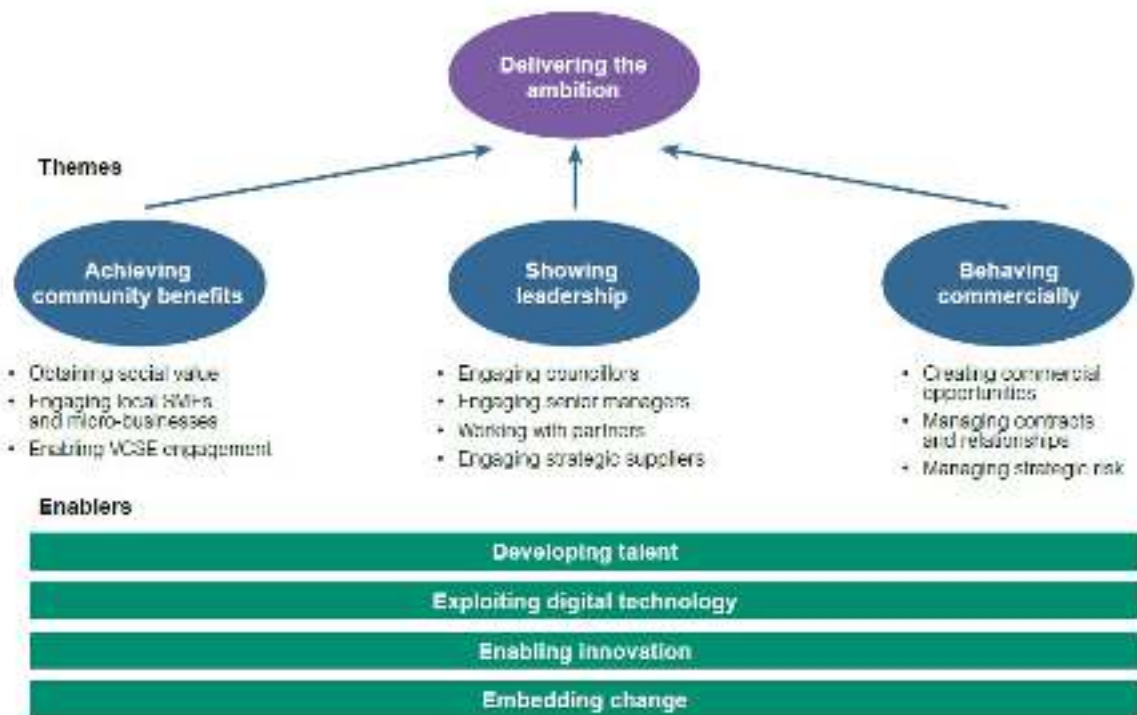 Delivering the
ambition
Themes
Achieving
community benefits
Showing
leadership
Behaving
commercially
• Obtaining social value
• Engaging local SMEs
and micro-businesses
• Enabling VCSE engagement
• Engaging councillors
• Engaging senior managers
• Working with partners
• Engaging strategic suppliers
• Creating commercial
opportunities
• Managing contracts
and relationships
• Managing strategic risk
Enablers
Developing talent
Exploiting digital technology
Enabling innovation
Embedding change